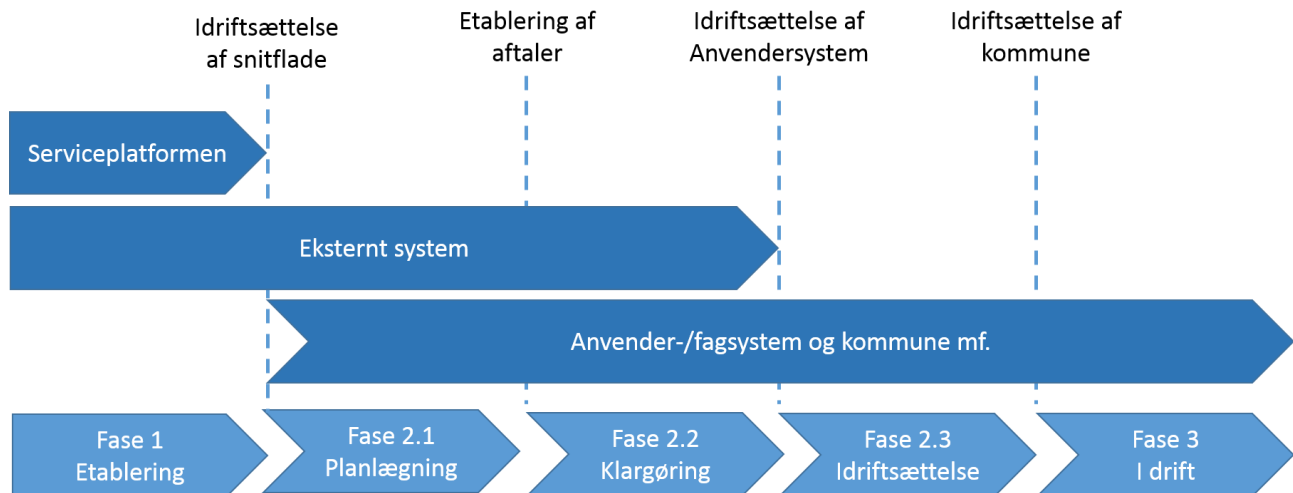 Idriftsættelse
af snitflade
Etablering af
aftaler
Idriftsættelse af
Anvendersystem
Idriftsættelse af
kommune
Serviceplatformen
Eksternt system
Anvender-/fagsystem og kommune mf.
Fase 1
Etablering
Fase 2.1
Planlægning
Fase 2.2
Klargøring
Fase 2.3
Idriftsættelse
Fase 3
I drift